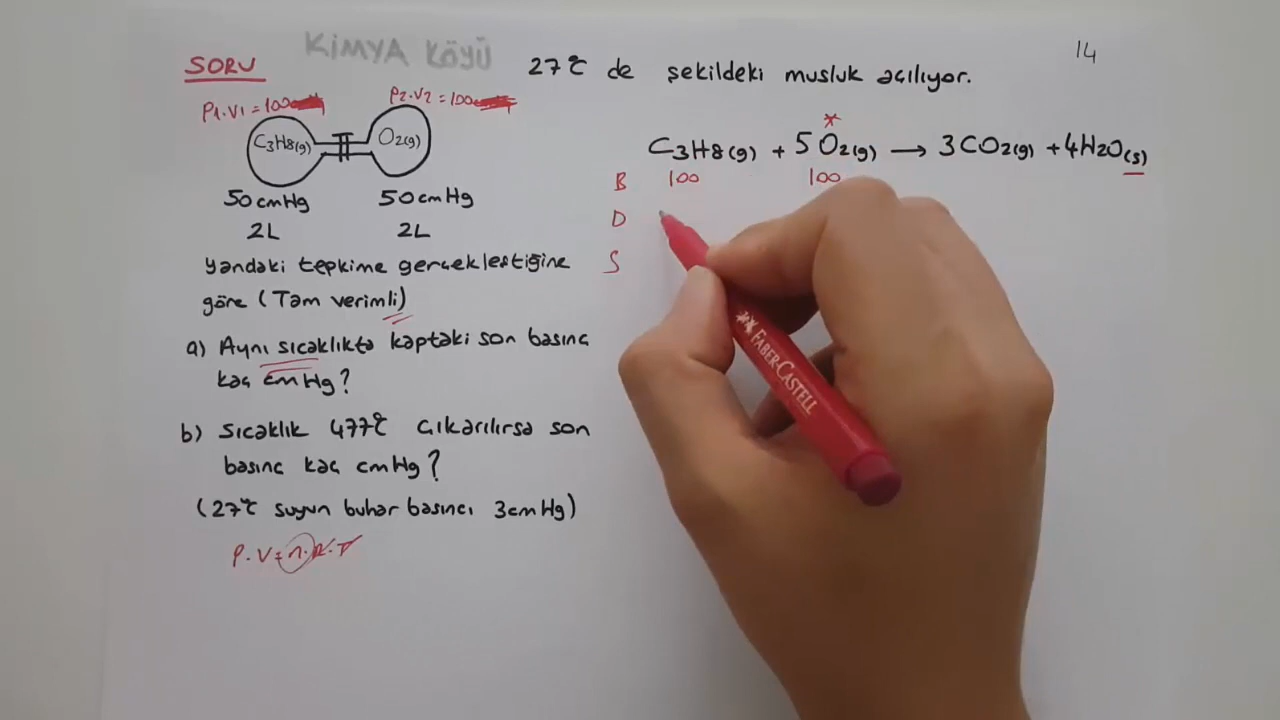 KİMYA KÖYÜ
14
SORU
27°C de şekildeki musluk açılıyor.
P1.V1 = 100
P2.V2 = 100
C3H8(g)
O2(g)
50 cmHg 50 cmHg
2L 2L
Yandaki tepkime gerçekleştiğine
göre (Tam verimli)
a) Aynı sıcaklıkta kaptaki son basınç
kaç cmHg?
b) Sıcaklık 477°C çıkarılırsa son
basınç kaç cmHg?
(27°C suyun buhar basıncı 3cmHg)
P.V = n.R.T
*
C3H8(g) + 5O2(g) → 3CO2(g) + 4H2O(s)
B 100 100
D
S
FABER-CASTELL